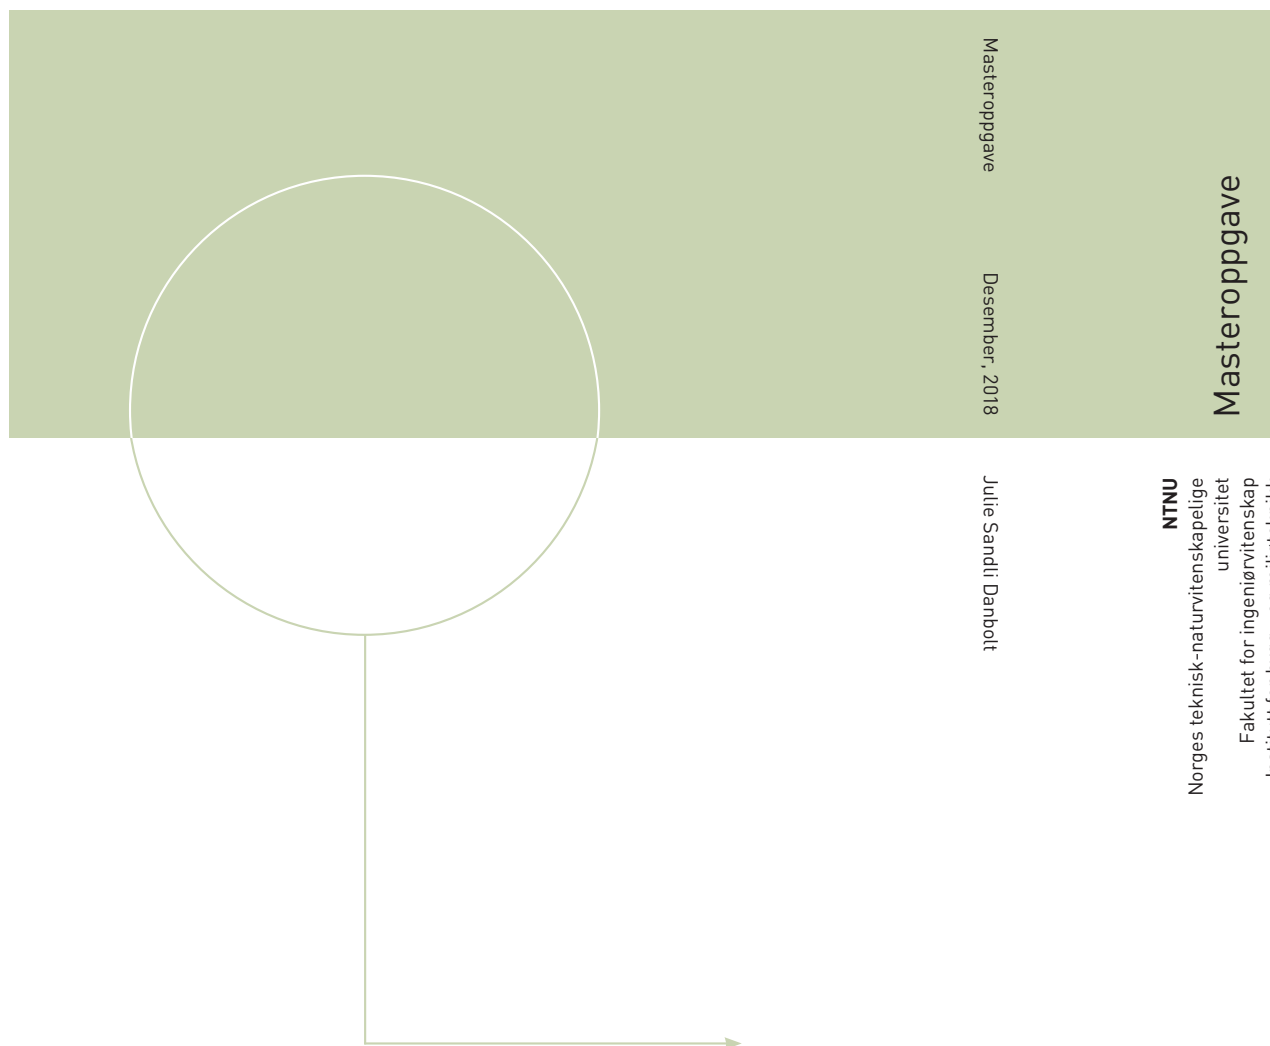 Masteroppgave
Desember, 2018
Julie Sandli Danbolt
Masteroppgave
NTNU
Norges teknisk-naturvitenskapelige
universitet
Fakultet for ingeniørvitenskap